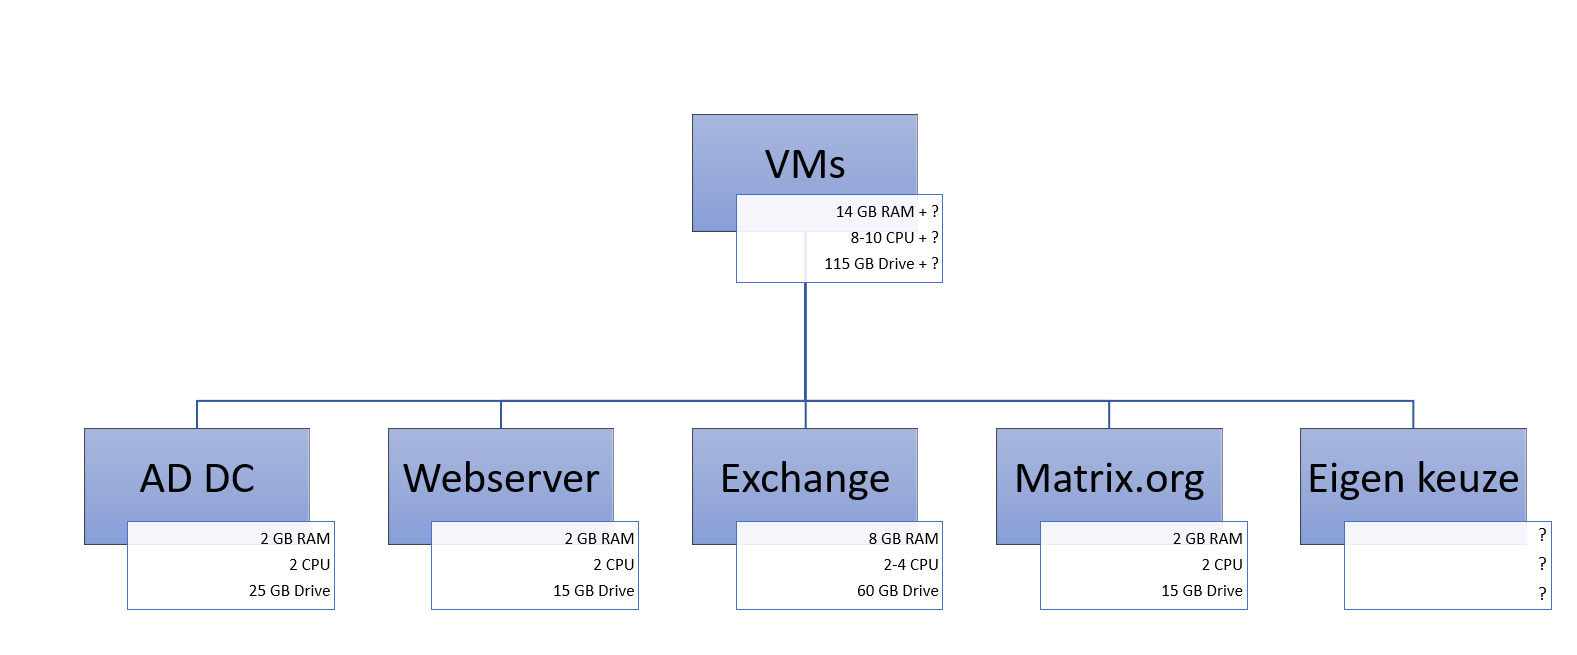 VMs
14 GB RAM + ?
8-10 CPU + ?
115 GB Drive + ?
AD DC
2 GB RAM
2 CPU
25 GB Drive
Webserver
2 GB RAM
2 CPU
15 GB Drive
Exchange
8 GB RAM
2-4 CPU
60 GB Drive
Matrix.org
2 GB RAM
2 CPU
15 GB Drive
Eigen keuze
?
?
?